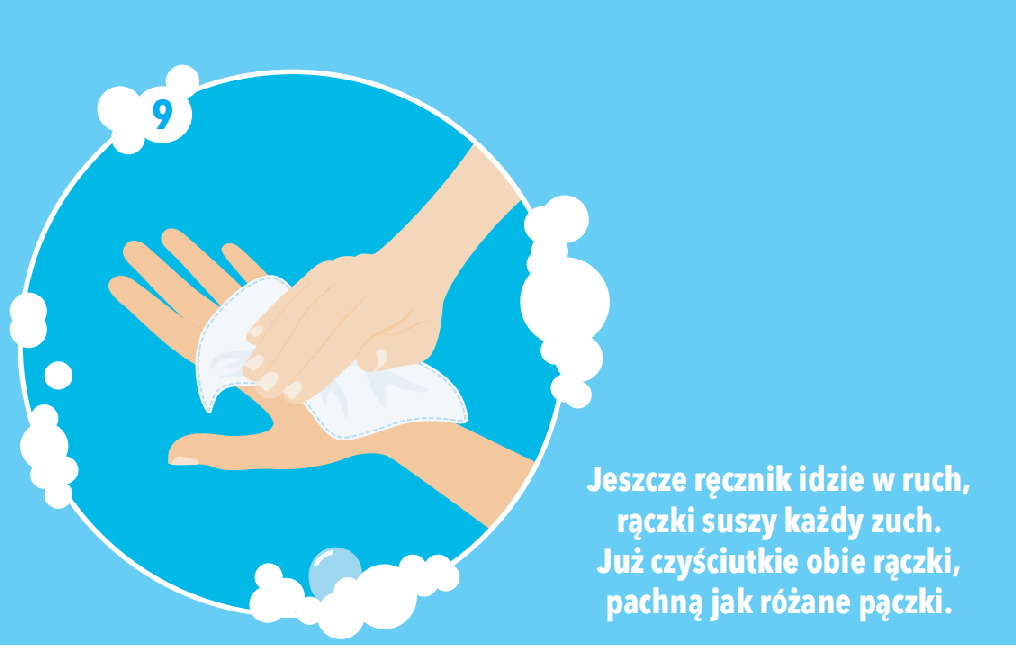 9
Jeszcze ręcznik idzie w ruch,
rączki suszy każdy zuch.
Już czyściutkie obie rączki,
pachną jak różane pączki.